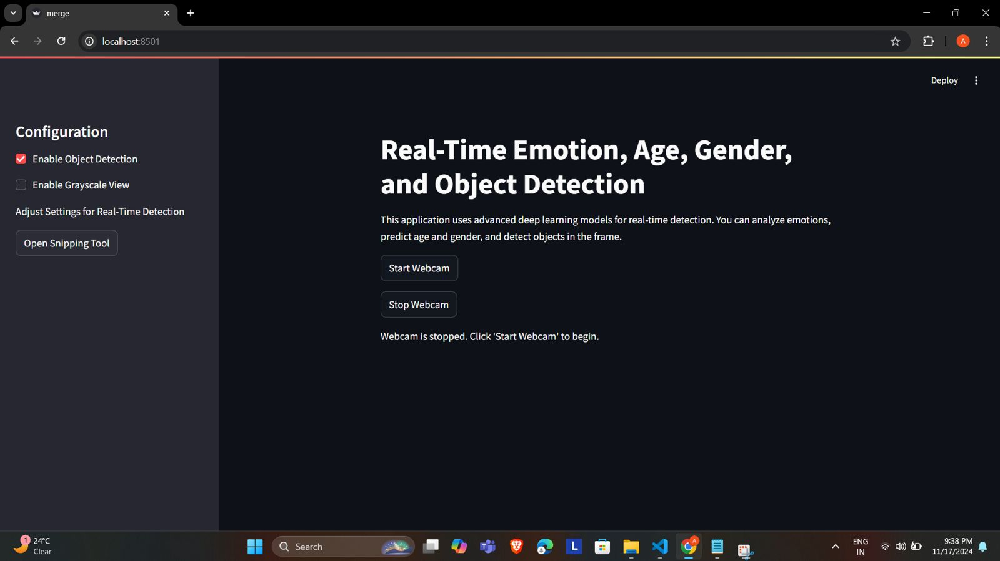 merge
localhost:8501
Deploy
Configuration
Enable Object Detection
Enable Grayscale View
Adjust Settings for Real-Time Detection
Open Snipping Tool
Real-Time Emotion, Age, Gender,
and Object Detection
This application uses advanced deep learning models for real-time detection. You can analyze emotions,
predict age and gender, and detect objects in the frame.
Start Webcam
Stop Webcam
Webcam is stopped. Click 'Start Webcam' to begin.
1
24°C
Clear
Search
L
A
A
ENG
IN
9:38 PM
11/17/2024